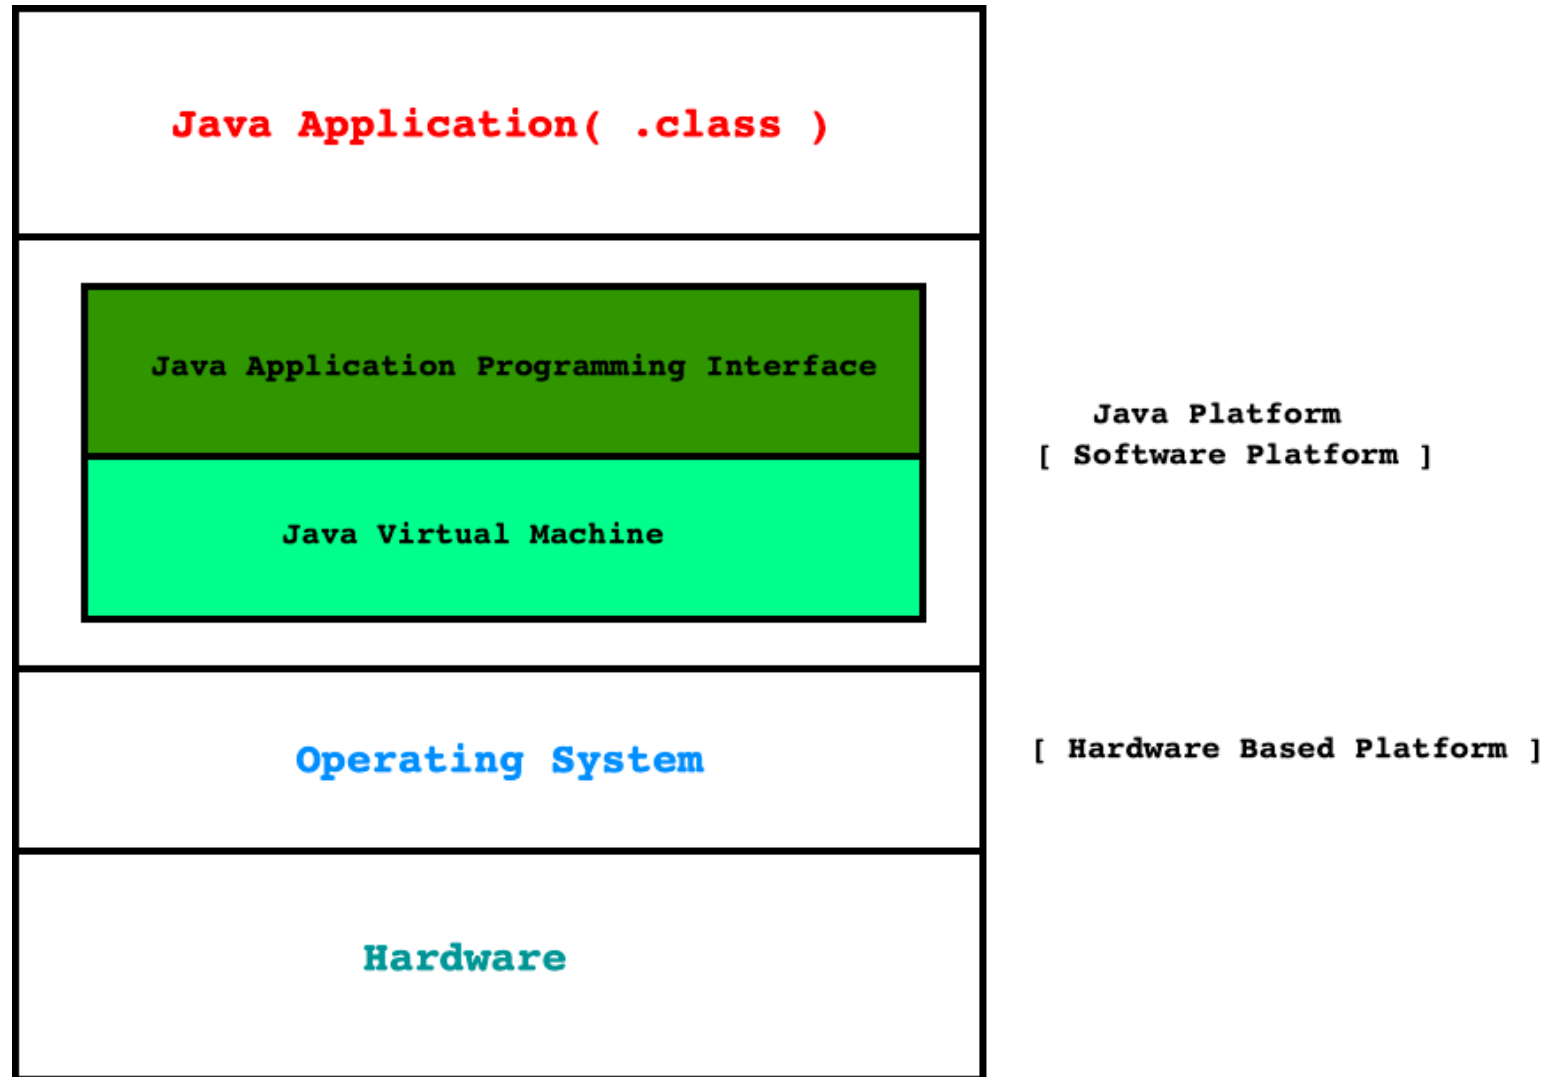 Java Application( .class )
Java Application Programming Interface
Java Platform
[ Software Platform ]
Java Virtual Machine
Operating System
[ Hardware Based Platform ]
Hardware